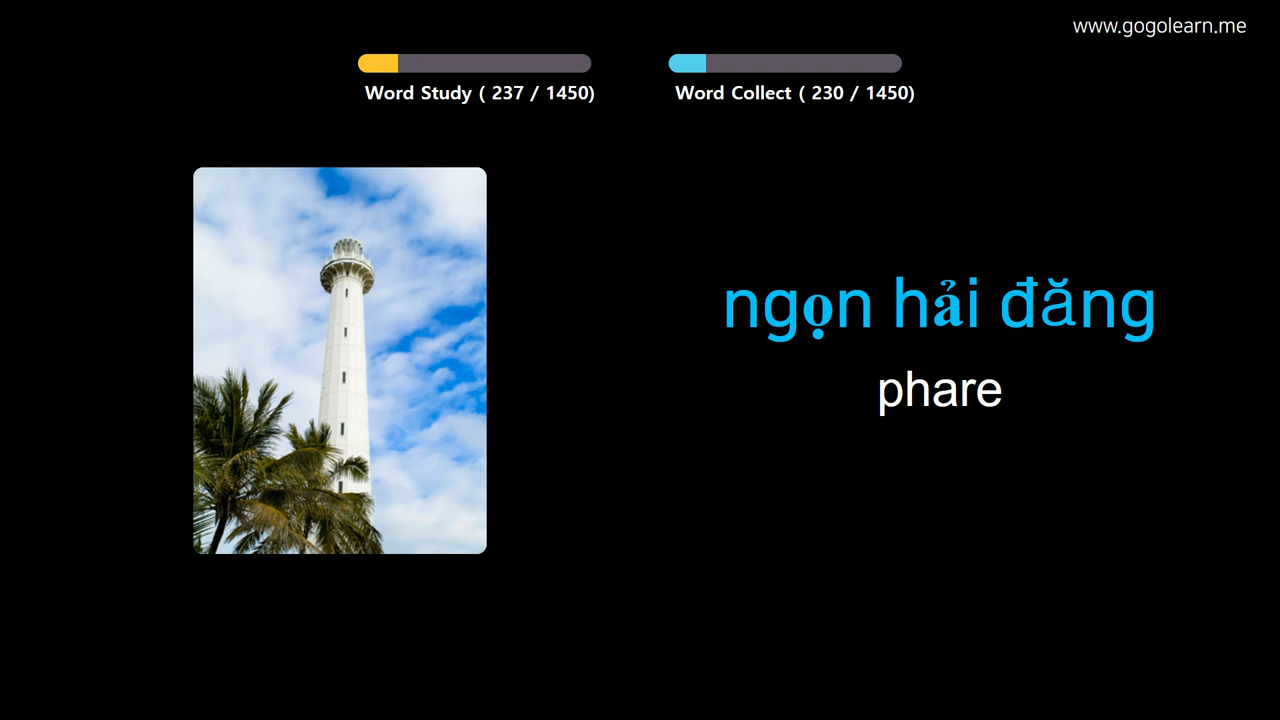 www.gogolearn.me
Word Study ( 237 / 1450)
Word Collect ( 230 / 1450)
ngọn hải đăng
phare